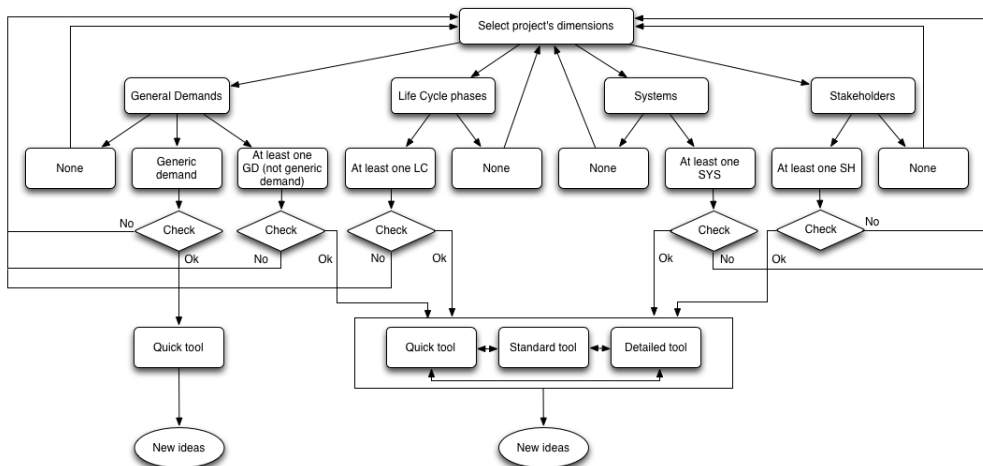 Select project's dimensions
General Demands
Life Cycle phases
Systems
Stakeholders
None
Generic
demand
At least one
GD (not generic
demand)
At least one LC
None
None
At least one
SYS
At least one SH
None
No
Check
Check
Check
Check
Check
No
Ok
No
Ok
No
Ok
Ok
No
Ok
Quick tool
Quick tool
Standard tool
Detailed tool
New ideas
New ideas